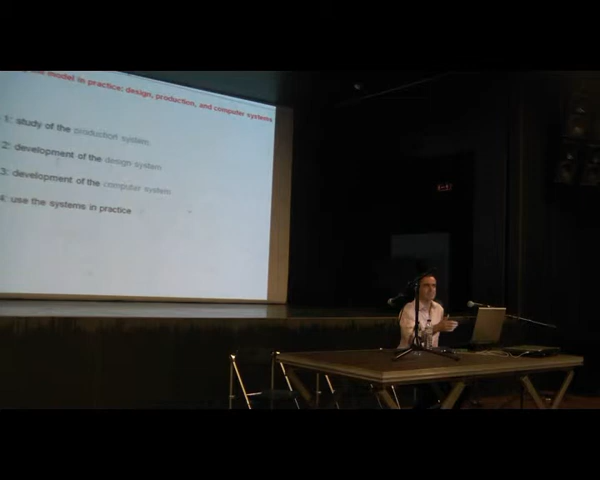 model in practice: design, production, and computer systems
1: study of the production system
2: development of the design system
3: development of the computer system
4: use the systems in practice